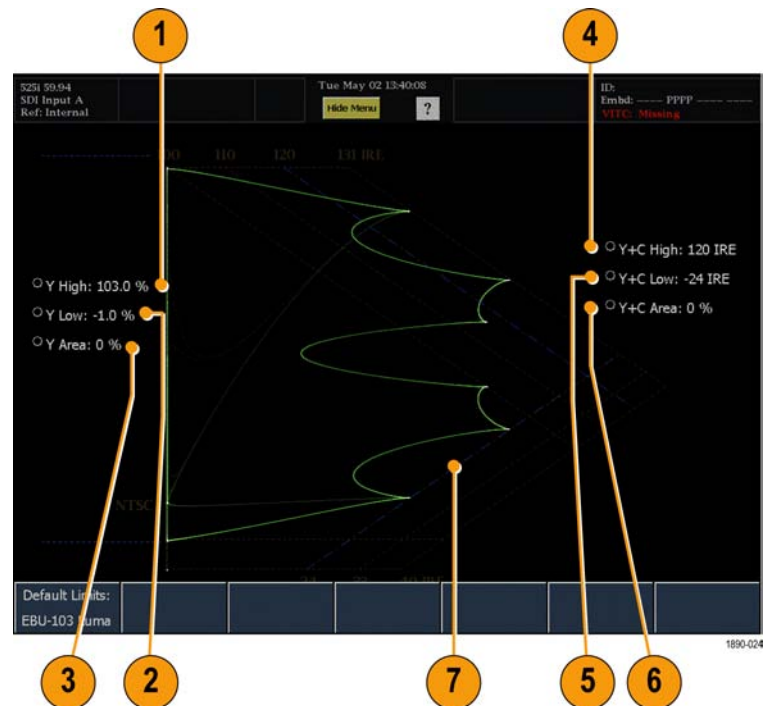 1
4
525i 59.94
SDI Input A
Ref: Internal
Tue May 02 13:40:08
Hide Menu
?
ID:
Embd: ---- PPPP ---- ----
VITC: Missing
100 110 120 131 IRE
Y High: 103.0 %
Y Low: -1.0 %
Y Area: 0 %
Y+C High: 120 IRE
Y+C Low: -24 IRE
Y+C Area: 0 %
NTSC
Default Limits:
EBU-103 Luma
1890-024
3
2
7
5
6